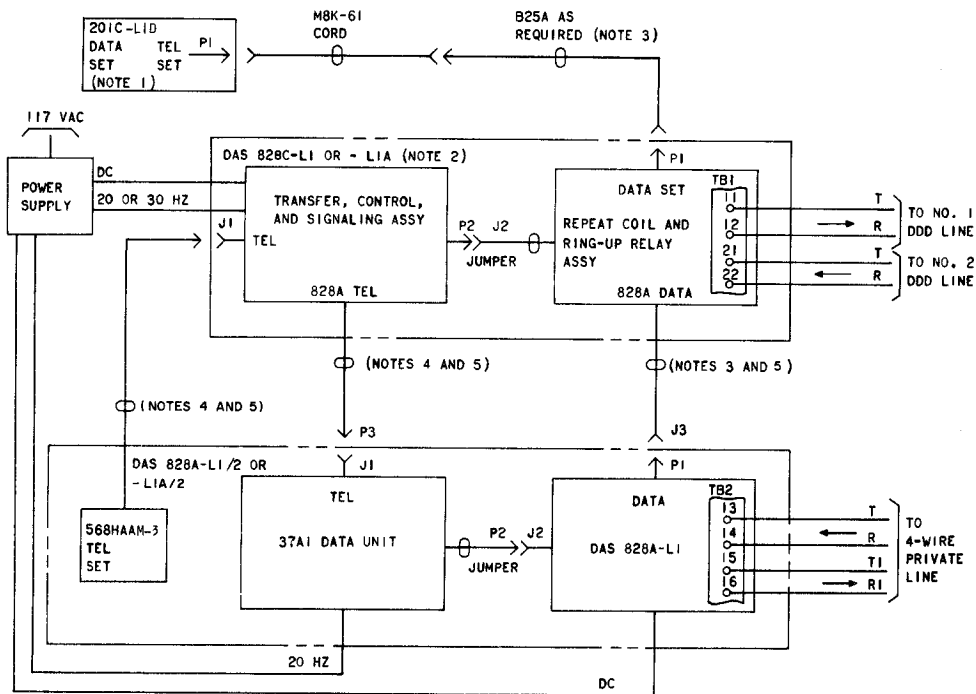 201C-L1D
DATA TEL
SET SET
(NOTE 1)
P1
M8K-61
CORD
B25A AS
REQUIRED (NOTE 3)
117 VAC
POWER
SUPPLY
DC
20 OR 30 HZ
DAS 828C-L1 OR - L1A (NOTE 2)
J1
TEL
TRANSFER, CONTROL,
AND SIGNALING ASSY
828A TEL
P2 J2
JUMPER
P1
DATA SET
REPEAT COIL AND
RING-UP RELAY
ASSY
828A DATA
TB1
11
12
21
22
T
R
T
R
TO NO. 1
DDD LINE
TO NO. 2
DDD LINE
(NOTES 4 AND 5)
(NOTES 3 AND 5)
(NOTES 4 AND 5)
P3
J3
DAS 828A-L1/2 OR
-L1A/2
J1
P1
568HAAM-3
TEL
SET
TEL
37A1 DATA UNIT
P2 J2
JUMPER
DATA
DAS 828A-L1
TB2
13
14
15
16
T
R
T1
R1
TO
4-WIRE
PRIVATE
LINE
20 HZ
DC